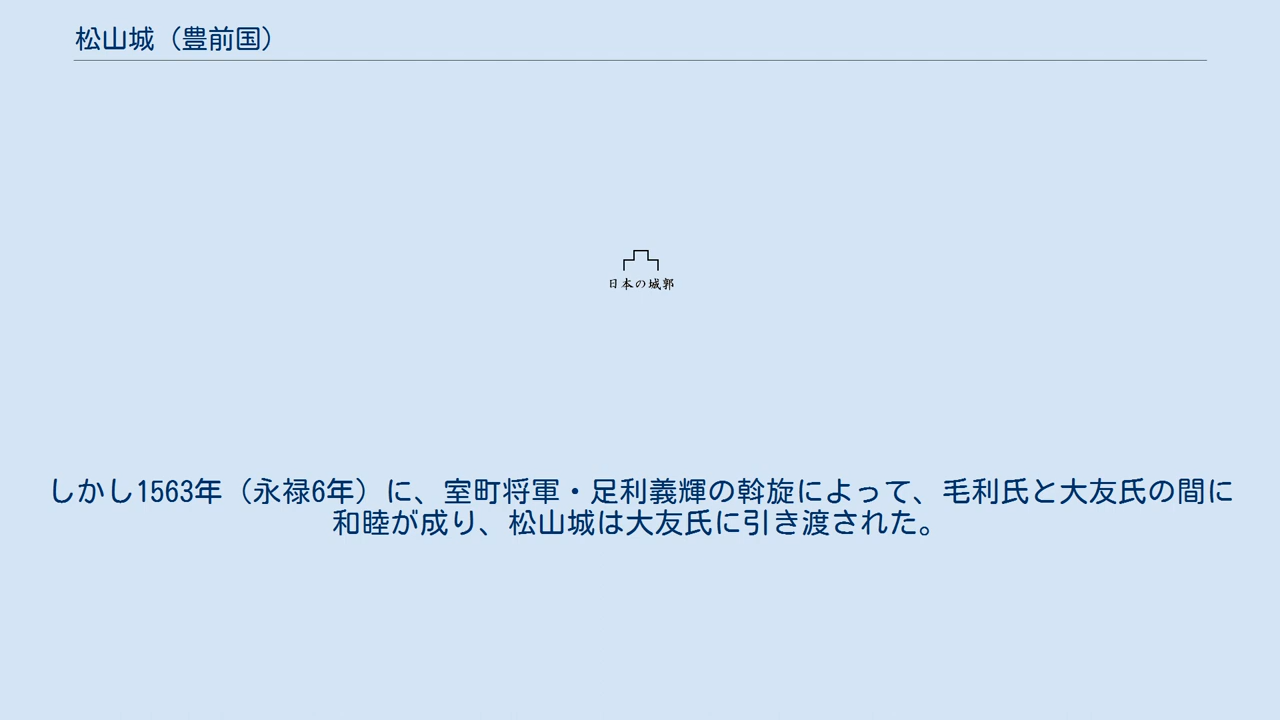 松山城（豊前国）
日本の城郭
しかし1563年（永禄6年）に、室町将軍・足利義輝の斡旋によって、毛利氏と大友氏の間に
和睦が成り、松山城は大友氏に引き渡された。